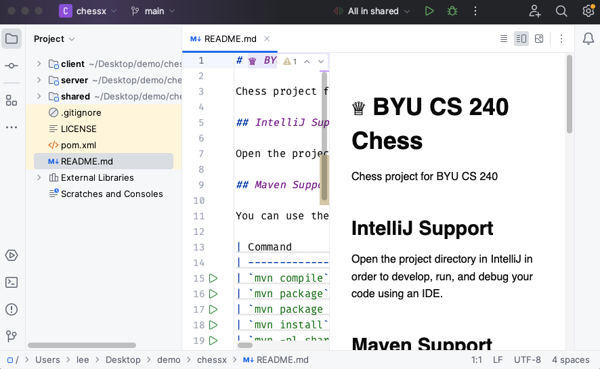 C chessx main All in shared
Project README.md
client ~/Desktop/demo/che
server ~/Desktop/demo/che
shared ~/Desktop/demo/che
.gitignore
LICENSE
pom.xml
README.md
External Libraries
Scratches and Consoles
1 # ♛ BY 1
2
3 Chess project f
4
5 ## IntelliJ Sup
6
7 Open the projec
8
9 ## Maven Suppo
10
11 You can use the
12
13 | Command
14 | -------------
15 | `mvn compile`
16 | `mvn package`
17 | `mvn package
18 | `mvn install`
19 | `mvn -pl shar
♛ BYU CS 240
Chess
Chess project for BYU CS 240
IntelliJ Support
Open the project directory in IntelliJ in
order to develop, run, and debug your
code using an IDE.
Maven Support
/ > Users > lee > Desktop > demo > chessx > M↓ README.md 1:1 LF UTF-8 4 spaces